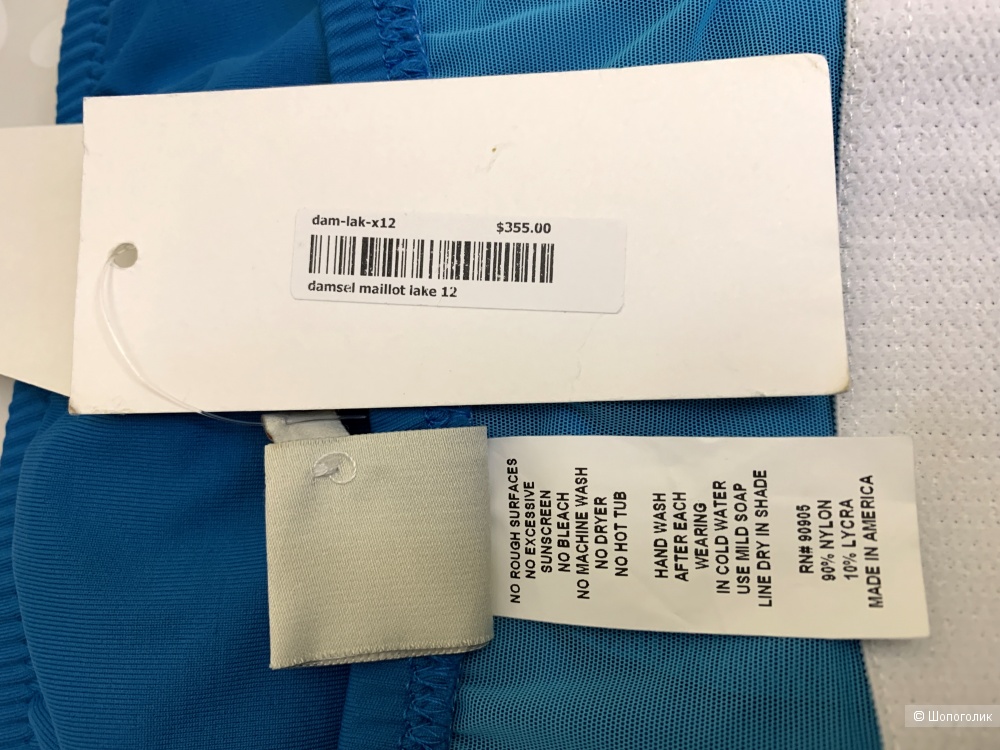 dam-lak-x12 $355.00
damsel maillot lake 12
NO ROUGH SURFACES
NO EXCESSIVE
SUNSCREEN
NO BLEACH
NO MACHINE WASH
NO DRYER
NO HOT TUB
HAND WASH
AFTER EACH
WEARING
IN COLD WATER
USE MILD SOAP
LINE DRY IN SHADE
RN# 90905
90% NYLON
10% LYCRA
MADE IN AMERICA
© Шопоголик